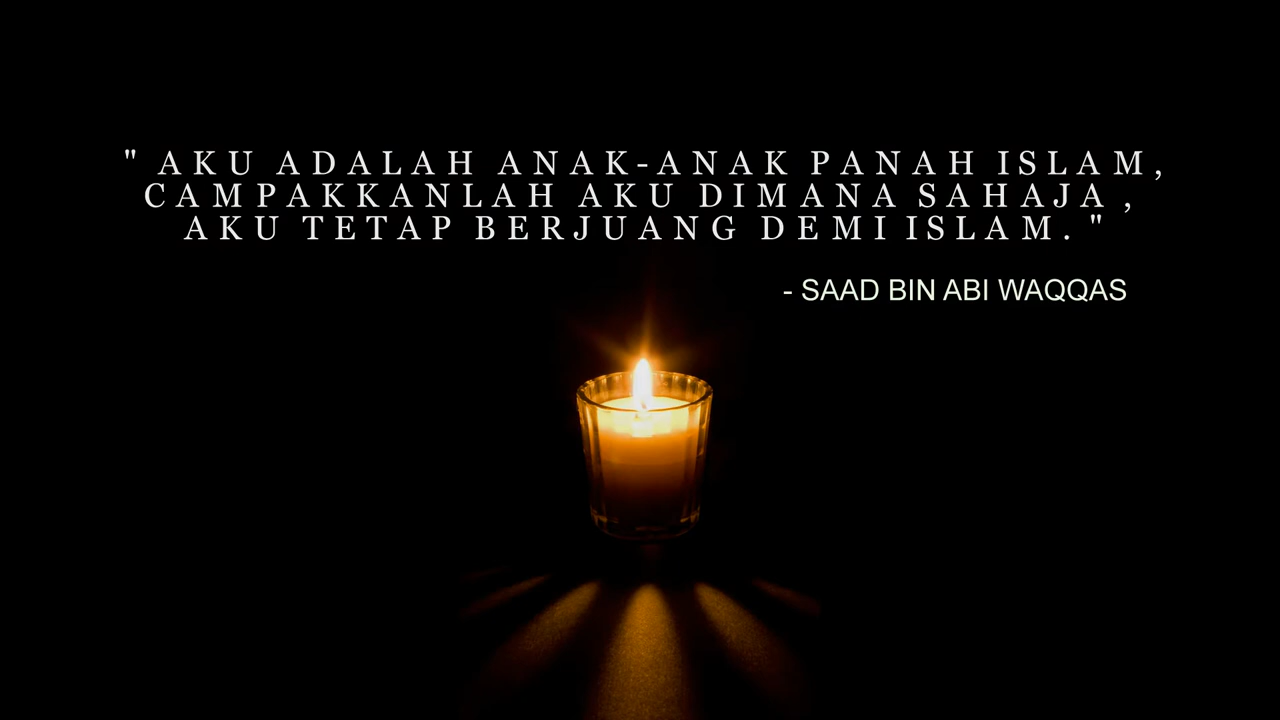 " AKU ADALAH ANAK-ANAK PANAH ISLAM,
CAMPAKKANLAH AKU DIMANA SAHAJA ,
AKU TETAP BERJUANG DEMI ISLAM. "
- SAAD BIN ABI WAQQAS